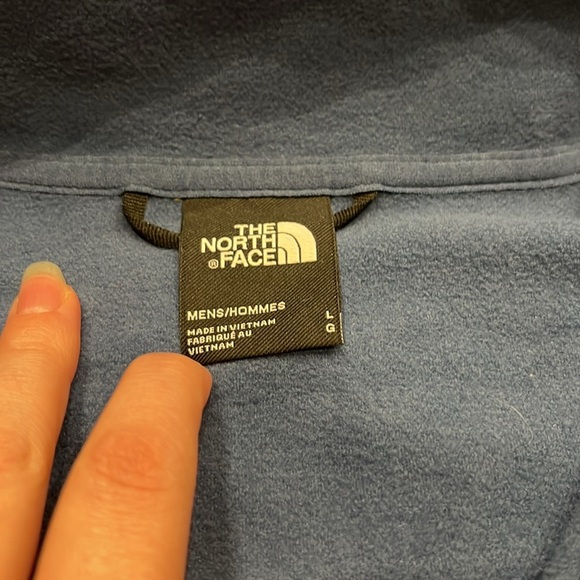 THE
NORTH
® FACE
MENS/HOMMES
MADE IN VIETNAM
FABRIQUÉ AU
VIETNAM
L
G